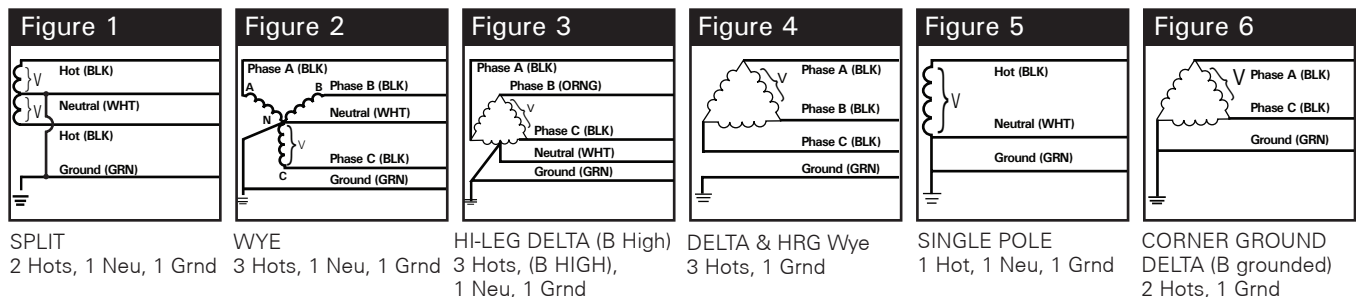 Figure 1
V
Hot (BLK)
Neutral (WHT)
V
Hot (BLK)
Ground (GRN)
SPLIT
2 Hots, 1 Neu, 1 Grnd
Figure 2
Phase A (BLK)
A
B
Phase B (BLK)
N
Neutral (WHT)
V
Phase C (BLK)
C
Ground (GRN)
WYE
3 Hots, 1 Neu, 1 Grnd
Figure 3
Phase A (BLK)
Phase B (ORNG)
V
Phase C (BLK)
Neutral (WHT)
Ground (GRN)
HI-LEG DELTA (B High)
3 Hots, (B HIGH),
1 Neu, 1 Grnd
Figure 4
V
Phase A (BLK)
Phase B (BLK)
Phase C (BLK)
Ground (GRN)
DELTA & HRG Wye
3 Hots, 1 Grnd
Figure 5
Hot (BLK)
V
Neutral (WHT)
Ground (GRN)
SINGLE POLE
1 Hot, 1 Neu, 1 Grnd
Figure 6
V
Phase A (BLK)
Phase C (BLK)
Ground (GRN)
CORNER GROUND
DELTA (B grounded)
2 Hots, 1 Grnd